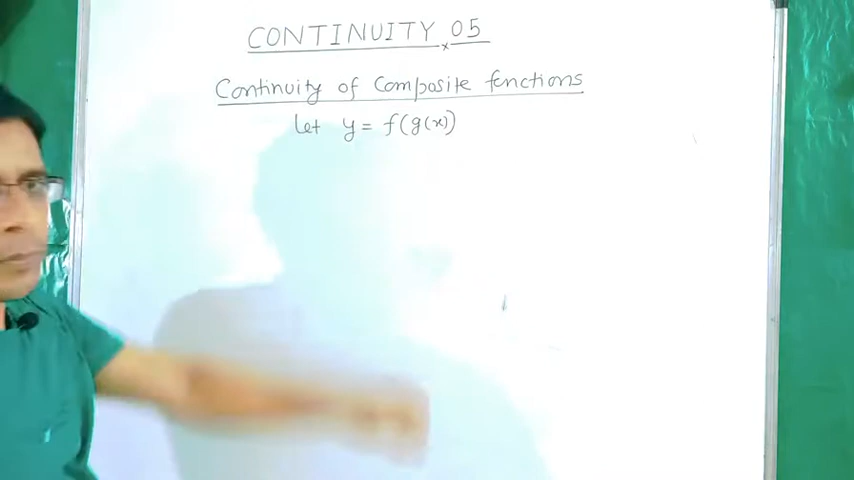 CONTINUITY 05
Continuity of Composite functions
let y = f(g(x))